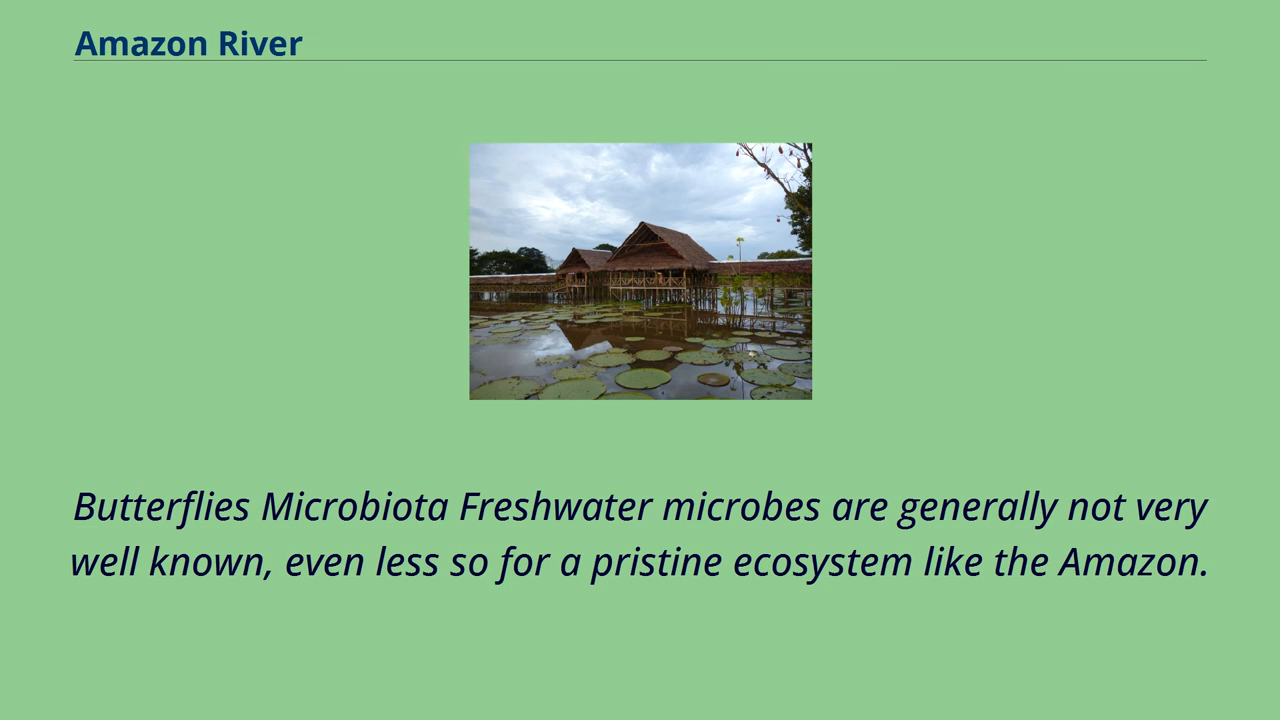 Amazon River
Butterflies Microbiota Freshwater microbes are generally not very
well known, even less so for a pristine ecosystem like the Amazon.